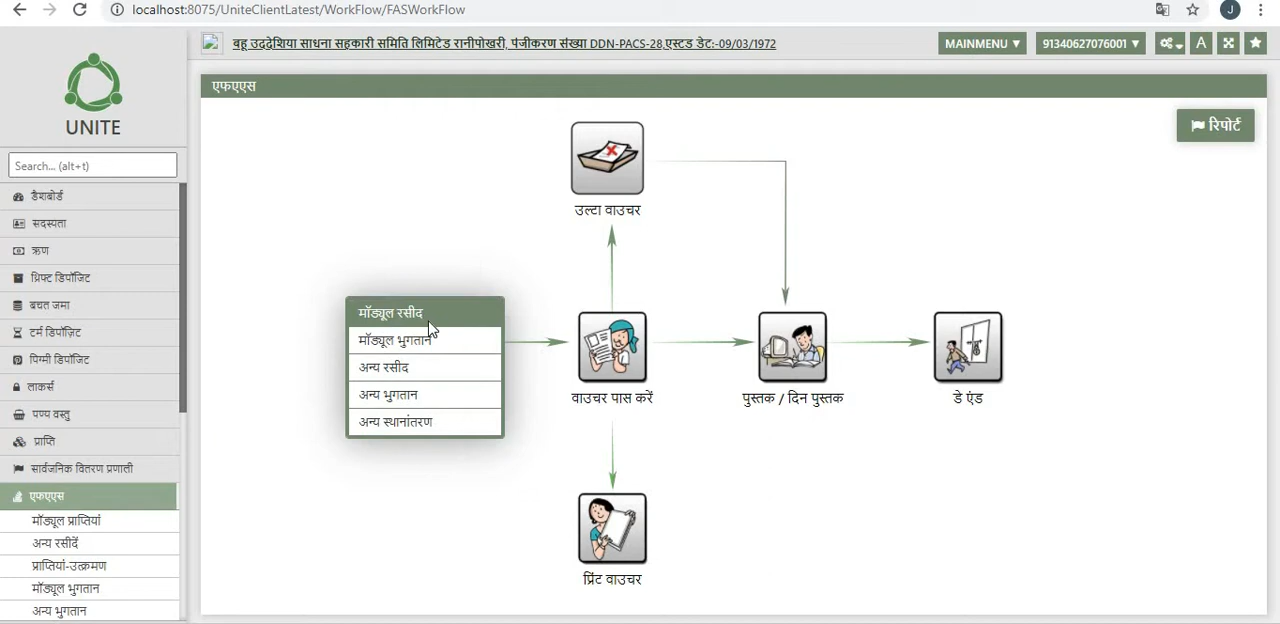 localhost:8075/UniteClientLatest/WorkFlow/FASWorkFlow
J
UNITE
बहू उद्देशिया साधना सहकारी समिति लिमिटेड रानीपोखरी, पंजीकरण संख्या DDN-PACS-28,एस्टड डेट:-09/03/1972
MAINMENU ▼
91340627076001 ▼
A
Search... (alt+t)
डैशबोर्ड
सदस्यता
ऋण
थ्रिफ्ट डिपॉजिट
बचत जमा
टर्म डिपॉज़िट
पिग्मी डिपॉजिट
लाकर्स
पण्य वस्तु
प्राप्ति
सार्वजनिक वितरण प्रणाली
एफएएस
मॉड्यूल प्राप्तियां
अन्य रसीदें
प्राप्तियां-उत्क्रमण
मॉड्यूल भुगतान
अन्य भुगतान
एफएएस
रिपोर्ट
उल्टा वाउचर
मॉड्यूल रसीद
मॉड्यूल भुगतान
अन्य रसीद
अन्य भुगतान
अन्य स्थानांतरण
वाउचर पास करें
पुस्तक / दिन पुस्तक
डे एंड
प्रिंट वाउचर